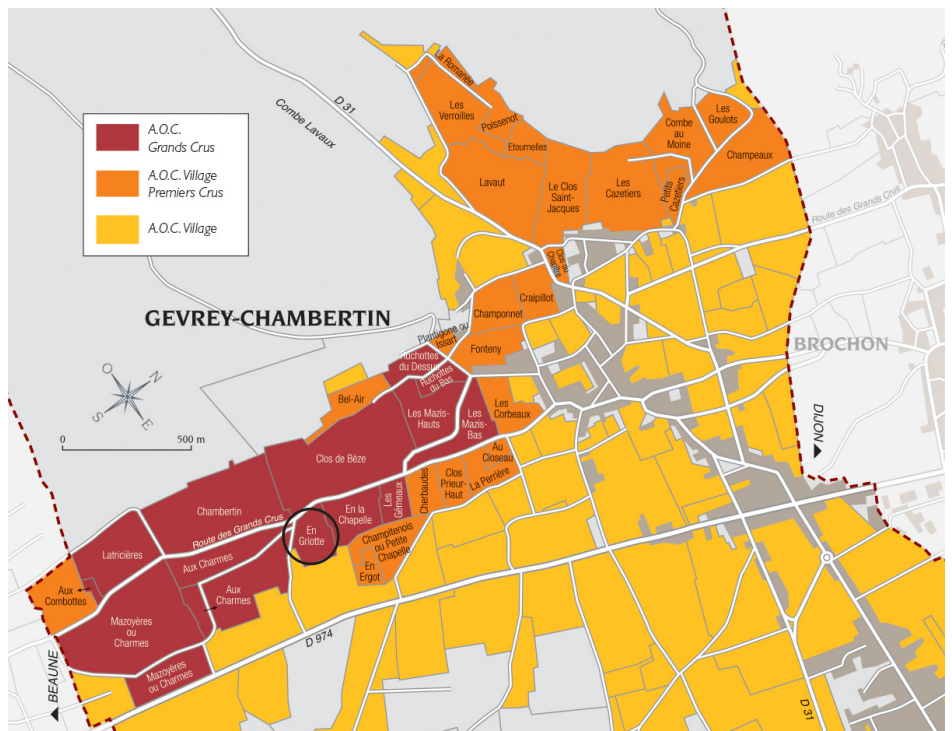 La Romanée
D 31
Combe Lavaux
Les
Verroilles
Poissenot
Etournelles
Lavaut
Le Clos
Saint-
Jacques
Les
Cazetiers
Petits
Cazetiers
Combe
au
Moine
Les
Goulots
Champeaux
Route des Grands Crus
A.O.C.
Grands Crus
A.O.C. Village
Premiers Crus
A.O.C. Village
Clos du
Chapitre
Craipillot
Champonnet
Fonteny
GEVREY-CHAMBERTIN
BROCHON
Plantigone ou
Issart
Ruchottes
du Dessus
Ruchottes
du Bas
O
N
S
E
0
500 m
Bel-Air
Les Mazis-
Hauts
Les
Mazis-
Bas
Les
Corbeaux
DIJON
Clos de Bèze
Au
Closeau
La Perrière
Clos
Prieur-
Haut
Cherbaudes
Les
Gémeaux
En la
Chapelle
En
Griotte
Champitenois
ou Petite
Chapelle
En
Ergot
Chambertin
Route des Grands Crus
Latricières
Aux Charmes
Aux
Charmes
Aux
Combottes
Mazoyères
ou
Charmes
Mazoyères
ou Charmes
D 974
BEAUNE
D 31